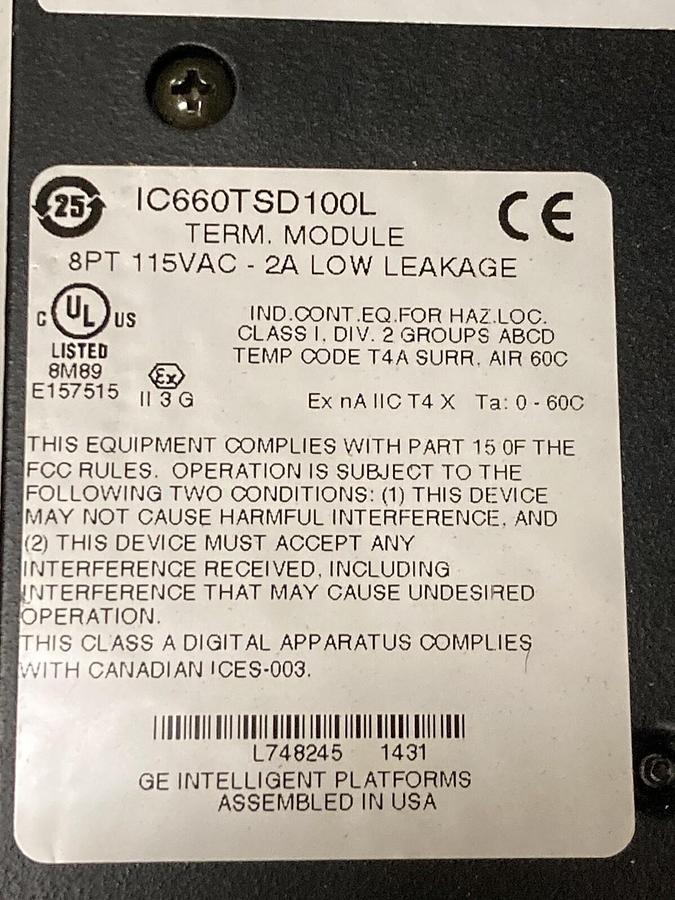 25 IC660TSD100L CE
TERM. MODULE
8PT 115VAC - 2A LOW LEAKAGE
C UL US
LISTED
8M89
E157515
IND.CONT.EQ.FOR HAZ.LOC.
CLASS I, DIV. 2 GROUPS ABCD
TEMP CODE T4A SURR. AIR 60C
Ex
II 3 G
Ex nA IIC T4 X Ta: 0 - 60C
THIS EQUIPMENT COMPLIES WITH PART 15 0F THE
FCC RULES. OPERATION IS SUBJECT TO THE
FOLLOWING TWO CONDITIONS: (1) THIS DEVICE
MAY NOT CAUSE HARMFUL INTERFERENCE, AND
(2) THIS DEVICE MUST ACCEPT ANY
INTERFERENCE RECEIVED, INCLUDING
INTERFERENCE THAT MAY CAUSE UNDESIRED
OPERATION.
THIS CLASS A DIGITAL APPARATUS COMPLIES
WITH CANADIAN ICES-003.
L748245 1431
GE INTELLIGENT PLATFORMS
ASSEMBLED IN USA